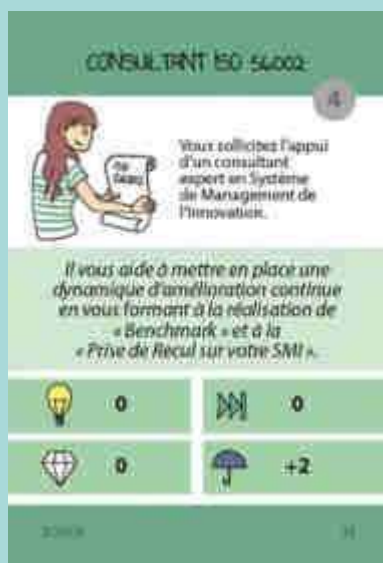 CONSULTANT ISO 56002
4
Vous sollicitez l'appui
d'un consultant
expert en Système
de Management de
l'Innovation.
Il vous aide à mettre en place une
dynamique d'amélioration continue
en vous formant à la réalisation de
« Benchmark » et à la
« Prise de Recul sur votre SMI ».
0
0
0
+2